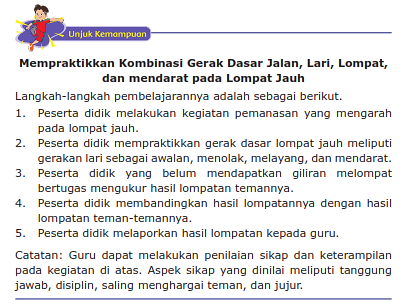 Unjuk Kemampuan
Mempraktikkan Kombinasi Gerak Dasar Jalan, Lari, Lompat,
dan mendarat pada Lompat Jauh
Langkah-langkah pembelajarannya adalah sebagai berikut.
1. Peserta didik melakukan kegiatan pemanasan yang mengarah
pada lompat jauh.
2. Peserta didik mempraktikkan gerak dasar lompat jauh meliputi
gerakan lari sebagai awalan, menolak, melayang, dan mendarat.
3. Peserta didik yang belum mendapatkan giliran melompat
bertugas mengukur hasil lompatan temannya.
4. Peserta didik membandingkan hasil lompatannya dengan hasil
lompatan teman-temannya.
5. Peserta didik melaporkan hasil lompatan kepada guru.
Catatan: Guru dapat melakukan penilaian sikap dan keterampilan
pada kegiatan di atas. Aspek sikap yang dinilai meliputi tanggung
jawab, disiplin, saling menghargai teman, dan jujur.